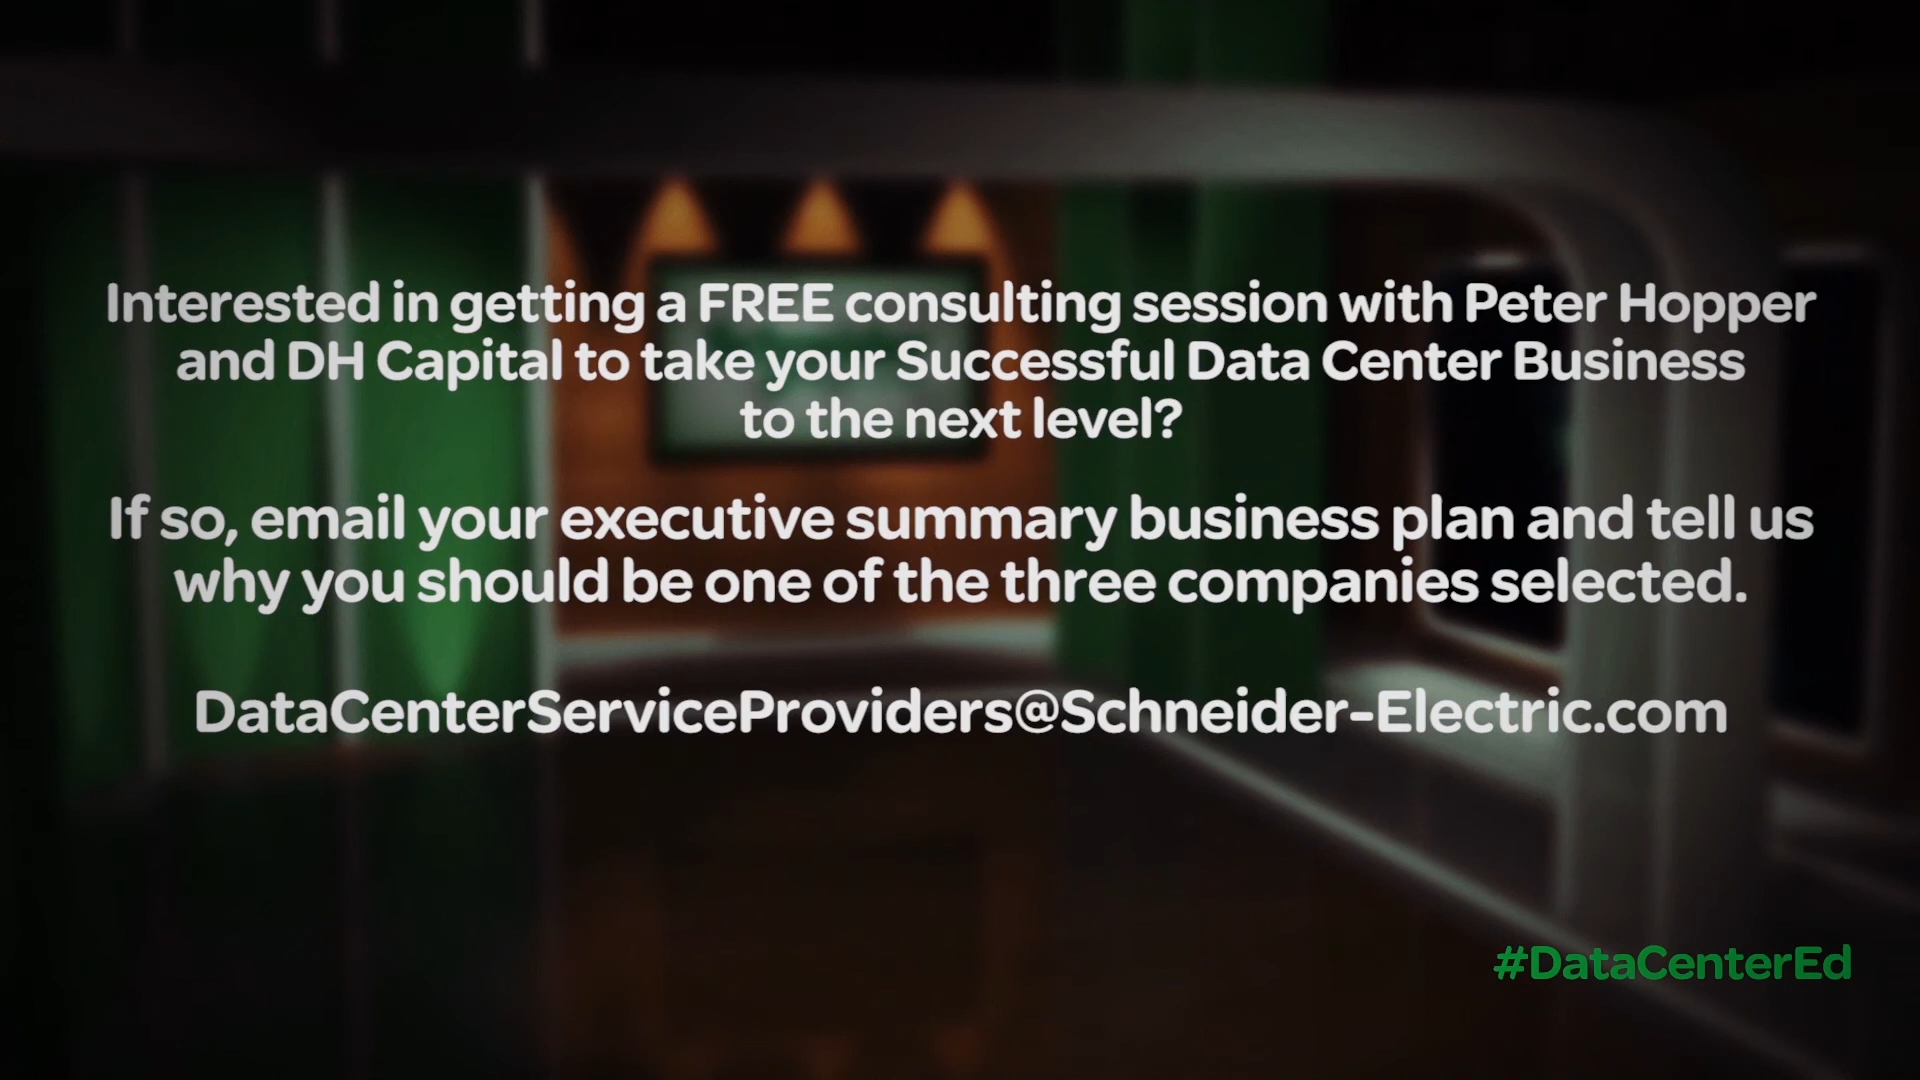 Interested in getting a FREE consulting session with Peter Hopper
and DH Capital to take your Successful Data Center Business
to the next level?
If so, email your executive summary business plan and tell us
why you should be one of the three companies selected.
DataCenterServiceProviders@Schneider-Electric.com
#DataCenterEd